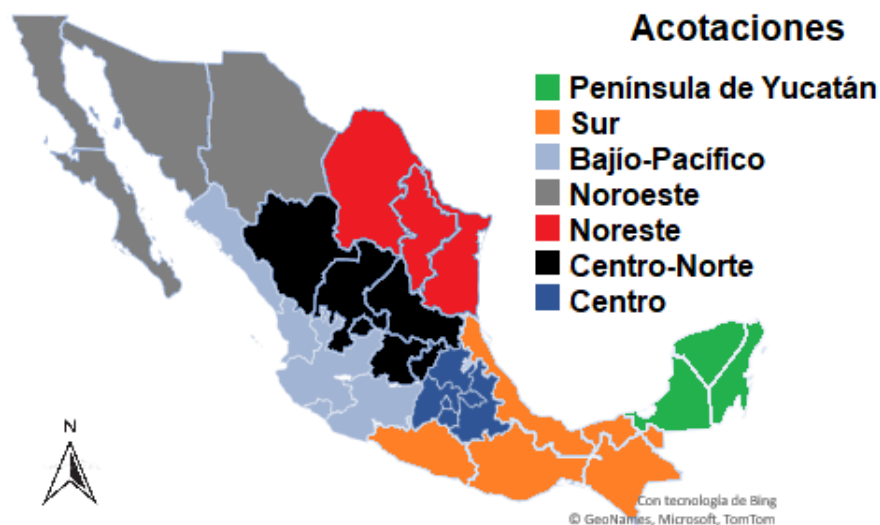 Acotaciones
Península de Yucatán
Sur
Bajío-Pacífico
Noroeste
Noreste
Centro-Norte
Centro
N
Con tecnología de Bing
© GeoNames, Microsoft, TomTom